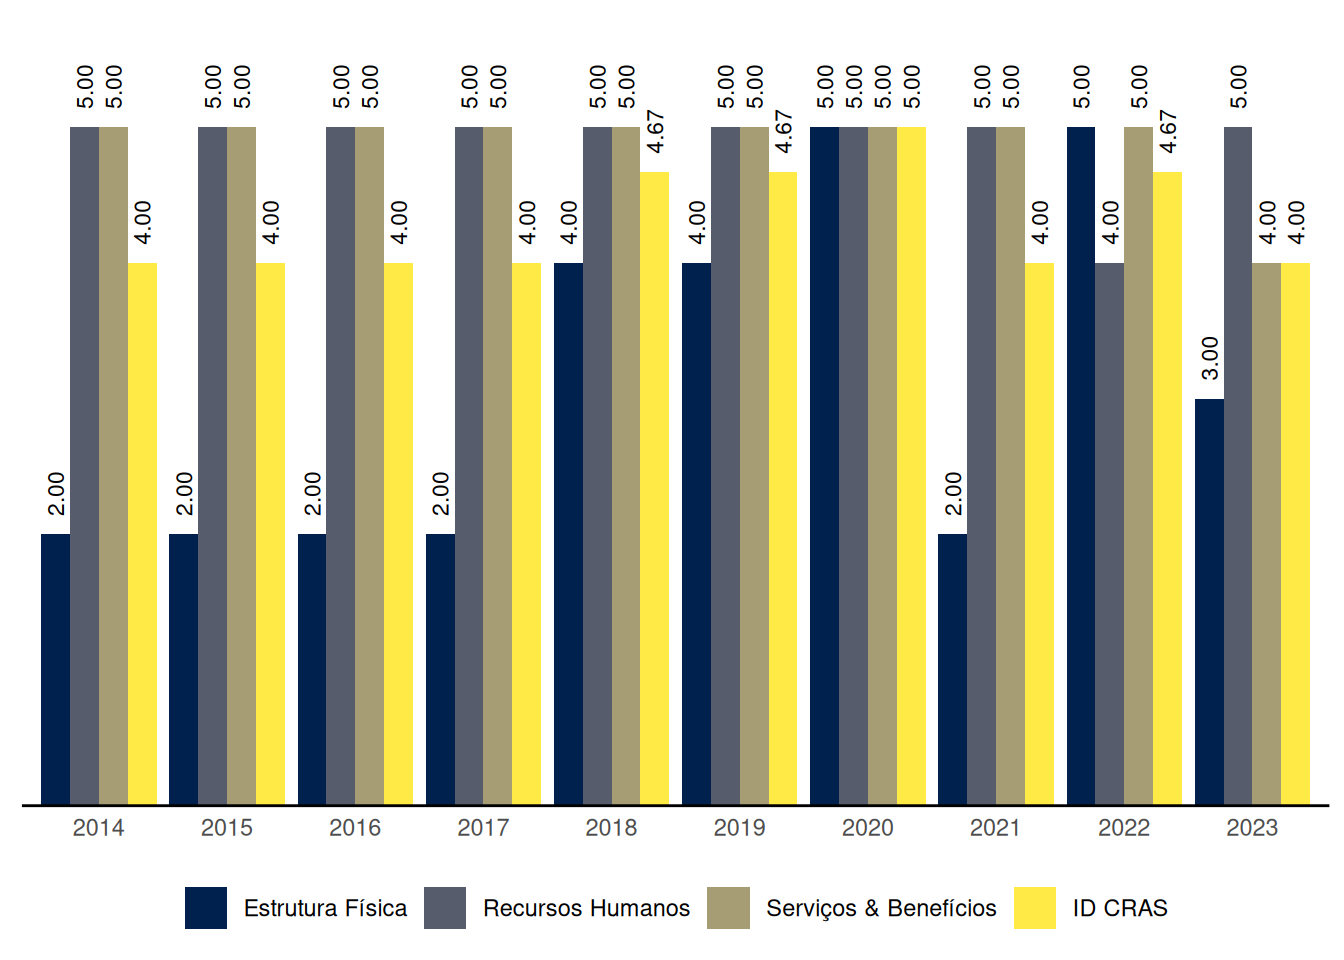 5.00 5.00 5.00 5.00 5.00 5.00 5.00 5.00 5.00 5.00 5.00 5.00 5.00 5.00 5.00 5.00 5.00 5.00 5.00 5.00 5.00
4.67 4.67 4.67
4.00 4.00 4.00 4.00 4.00 4.00 4.00 4.00 4.00 4.00
3.00
2.00 2.00 2.00 2.00 2.00
2014 2015 2016 2017 2018 2019 2020 2021 2022 2023
Estrutura Física Recursos Humanos Serviços & Benefícios ID CRAS